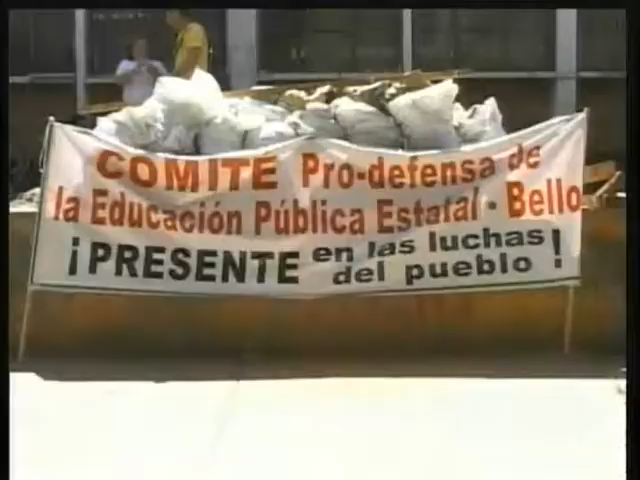 COMITE Pro-defensa de
la Educación Pública Estatal - Bello
¡PRESENTE en las luchas
del pueblo!